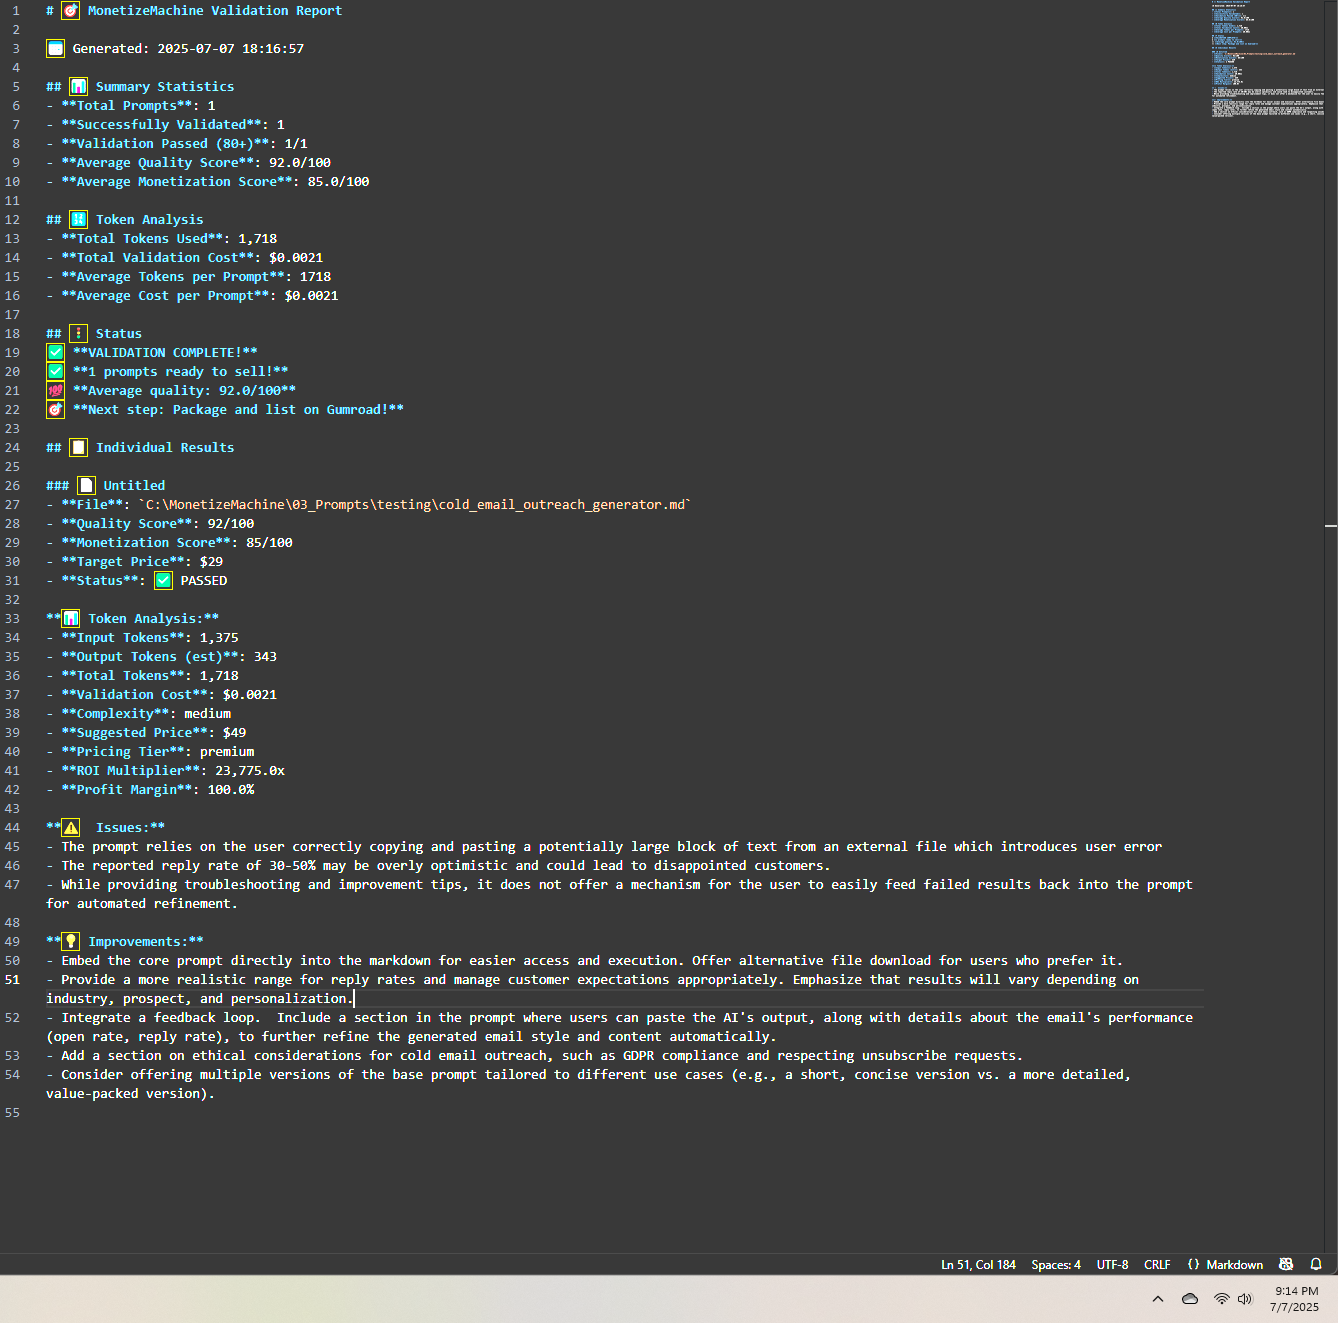 1 # 🎯 MonetizeMachine Validation Report
2
3 Generated: 2025-07-07 18:16:57
4
5 ## 📊 Summary Statistics
6 - **Total Prompts**: 1
7 - **Successfully Validated**: 1
8 - **Validation Passed (80+)**: 1/1
9 - **Average Quality Score**: 92.0/100
10 - **Average Monetization Score**: 85.0/100
11
12 ## 🔢 Token Analysis
13 - **Total Tokens Used**: 1,718
14 - **Total Validation Cost**: $0.0021
15 - **Average Tokens per Prompt**: 1718
16 - **Average Cost per Prompt**: $0.0021
17
18 ## 🚦 Status
19 ✅ **VALIDATION COMPLETE!**
20 ✅ **1 prompts ready to sell!**
21 💯 **Average quality: 92.0/100**
22 🎯 **Next step: Package and list on Gumroad!**
23
24 ## 📋 Individual Results
25
26 ### 📄 Untitled
27 - **File**: `C:\MonetizeMachine\03_Prompts\testing\cold_email_outreach_generator.md`
28 - **Quality Score**: 92/100
29 - **Monetization Score**: 85/100
30 - **Target Price**: $29
31 - **Status**: ✅ PASSED
32
33 **📊 Token Analysis:**
34 - **Input Tokens**: 1,375
35 - **Output Tokens (est)**: 343
36 - **Total Tokens**: 1,718
37 - **Validation Cost**: $0.0021
38 - **Complexity**: medium
39 - **Suggested Price**: $49
40 - **Pricing Tier**: premium
41 - **ROI Multiplier**: 23,775.0x
42 - **Profit Margin**: 100.0%
43
44 **⚠️ Issues:**
45 - The prompt relies on the user correctly copying and pasting a potentially large block of text from an external file which introduces user error
46 - The reported reply rate of 30-50% may be overly optimistic and could lead to disappointed customers.
47 - While providing troubleshooting and improvement tips, it does not offer a mechanism for the user to easily feed failed results back into the prompt
for automated refinement.
48
49 **💡 Improvements:**
50 - Embed the core prompt directly into the markdown for easier access and execution. Offer alternative file download for users who prefer it.
51 - Provide a more realistic range for reply rates and manage customer expectations appropriately. Emphasize that results will vary depending on
industry, prospect, and personalization.
52 - Integrate a feedback loop.  Include a section in the prompt where users can paste the AI's output, along with details about the email's performance
(open rate, reply rate), to further refine the generated email style and content automatically.
53 - Add a section on ethical considerations for cold email outreach, such as GDPR compliance and respecting unsubscribe requests.
54 - Consider offering multiple versions of the base prompt tailored to different use cases (e.g., a short, concise version vs. a more detailed,
value-packed version).
55
Ln 51, Col 184 Spaces: 4 UTF-8 CRLF {} Markdown
9:14 PM
7/7/2025